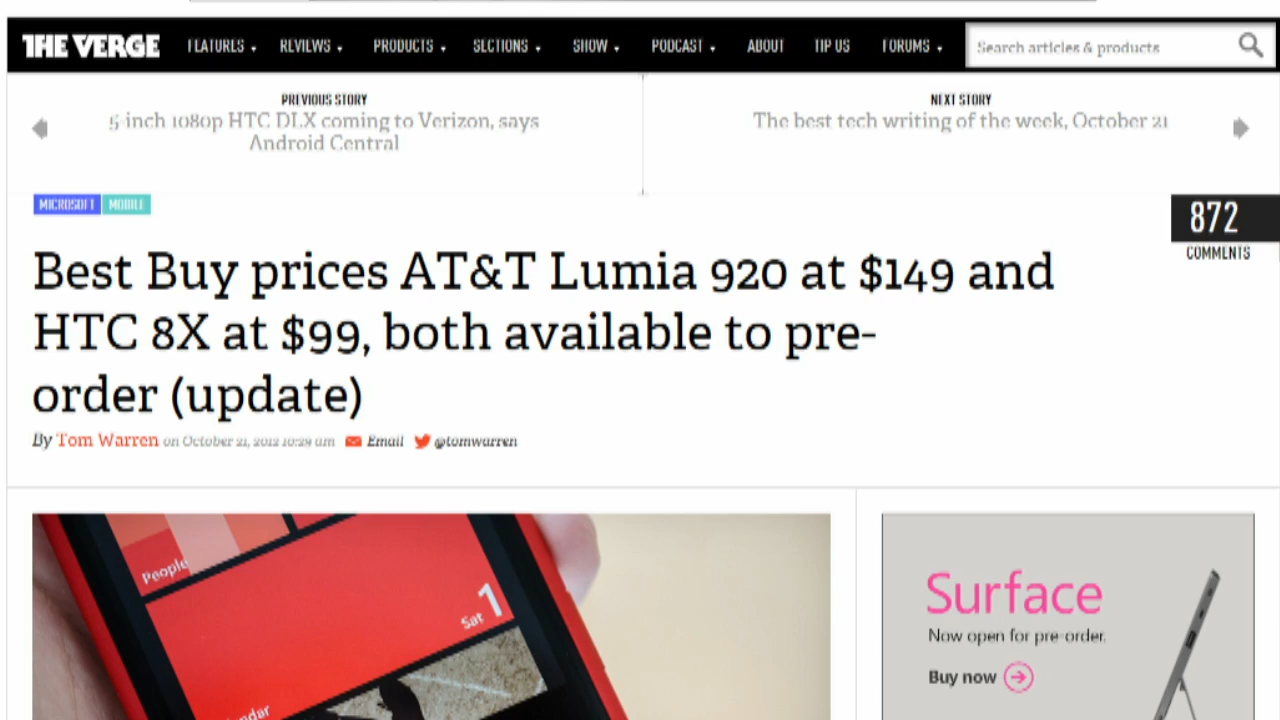 THE VERGE
FEATURES
REVIEWS
PRODUCTS
SECTIONS
SHOW
PODCAST
ABOUT
TIP US
FORUMS
Search articles & products
PREVIOUS STORY
5-inch 1080p HTC DLX coming to Verizon, says
Android Central
NEXT STORY
The best tech writing of the week, October 21
MICROSOFT
MOBILE
872
COMMENTS
Best Buy prices AT&T Lumia 920 at $149 and
HTC 8X at $99, both available to pre-
order (update)
By Tom Warren on October 21, 2012 10:29 am Email @tomwarren
People
Sat 1
ndar
Surface
Now open for pre-order.
Buy now